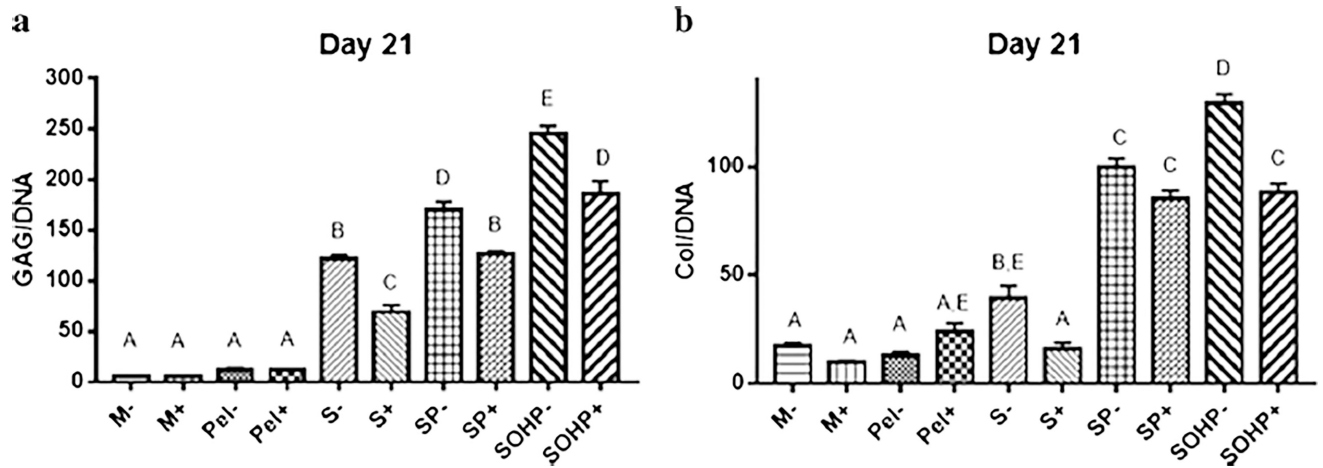 a
Day 21
GAG/DNA
300
250
200
150
100
50
0
A A A A B C D B E D
M- M+ Pel- Pel+ S- S+ SP- SP+ SOHP- SOHP+
b
Day 21
Col/DNA
100
50
0
A A A A,E B,E A C C D C
M- M+ Pel- Pel+ S- S+ SP- SP+ SOHP- SOHP+